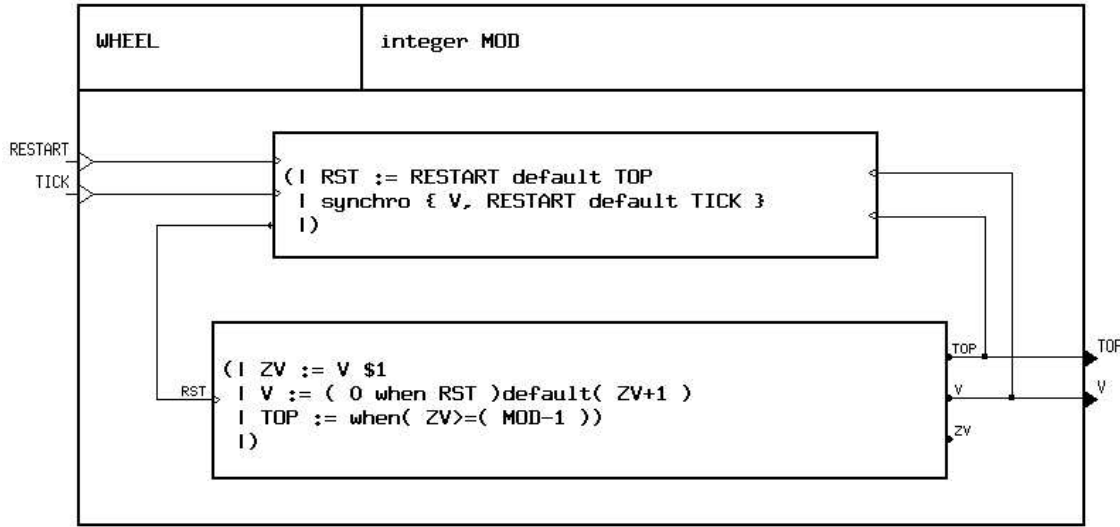 WHEEL
integer MOD
RESTART
TICK
(| RST := RESTART default TOP
| synchro { V, RESTART default TICK }
|)
TOP
TOP
V
V
(| ZV := V $1
RST
| V := ( 0 when RST )default( ZV+1 )
| TOP := when( ZV>=( MOD-1 ))
|)
ZV